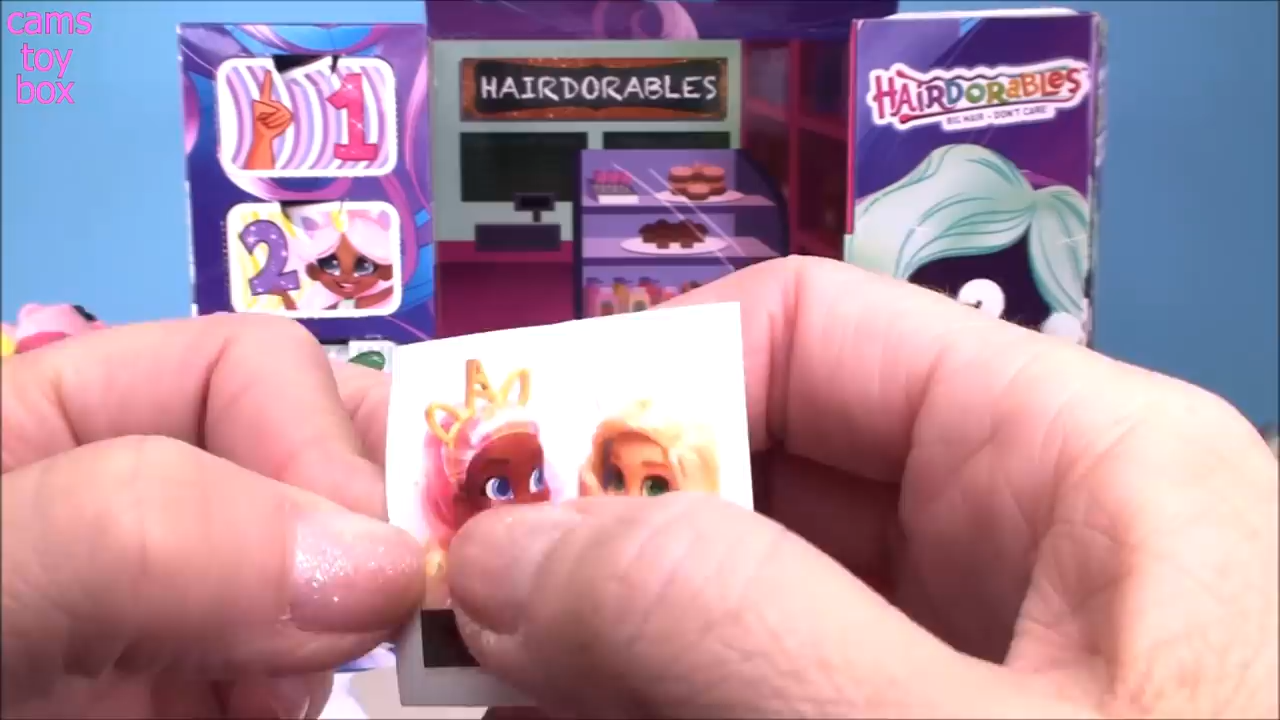 cams
toy
box
1
2
HAIRDORABLES
HAIRDORABLES
BIG HAIR - DON'T CARE